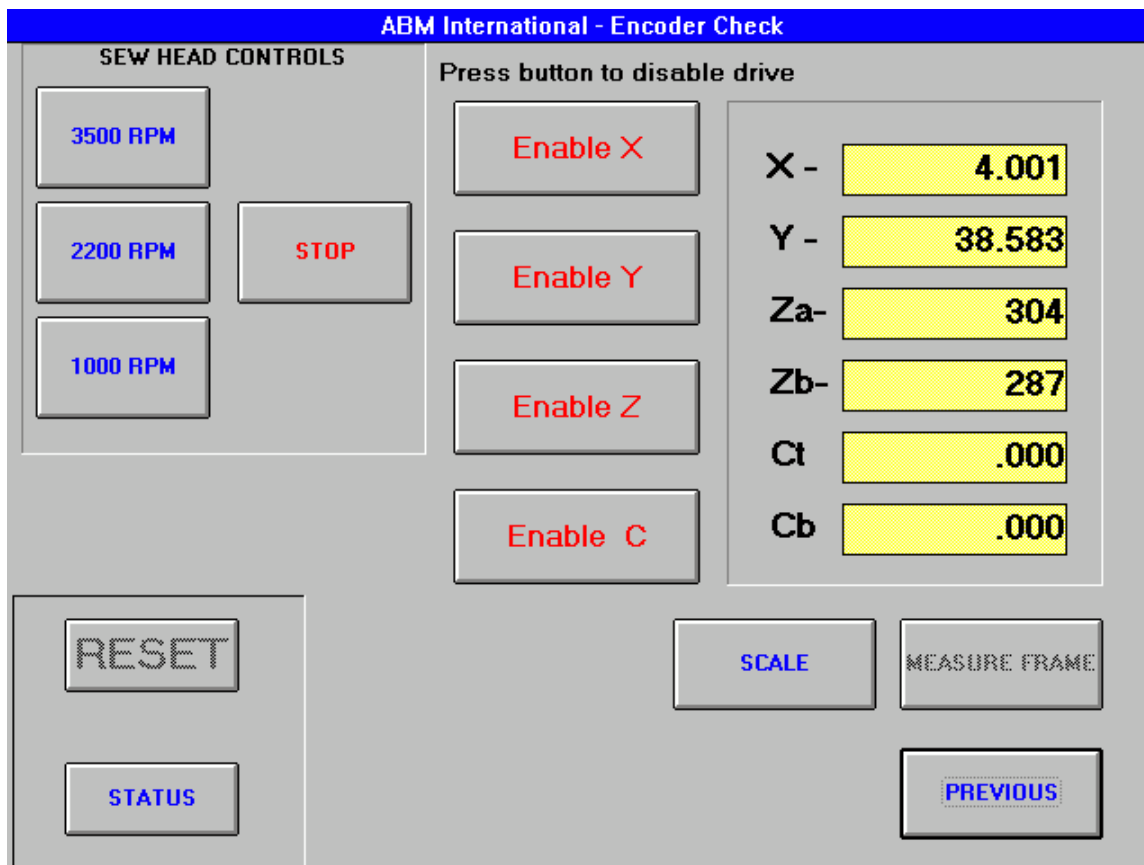 ABM International - Encoder Check
SEW HEAD CONTROLS
3500 RPM
2200 RPM
STOP
1000 RPM
Press button to disable drive
Enable X
Enable Y
Enable Z
Enable C
X - 4.001
Y - 38.583
Za- 304
Zb- 287
Ct .000
Cb .000
RESET
STATUS
SCALE
MEASURE FRAME
PREVIOUS